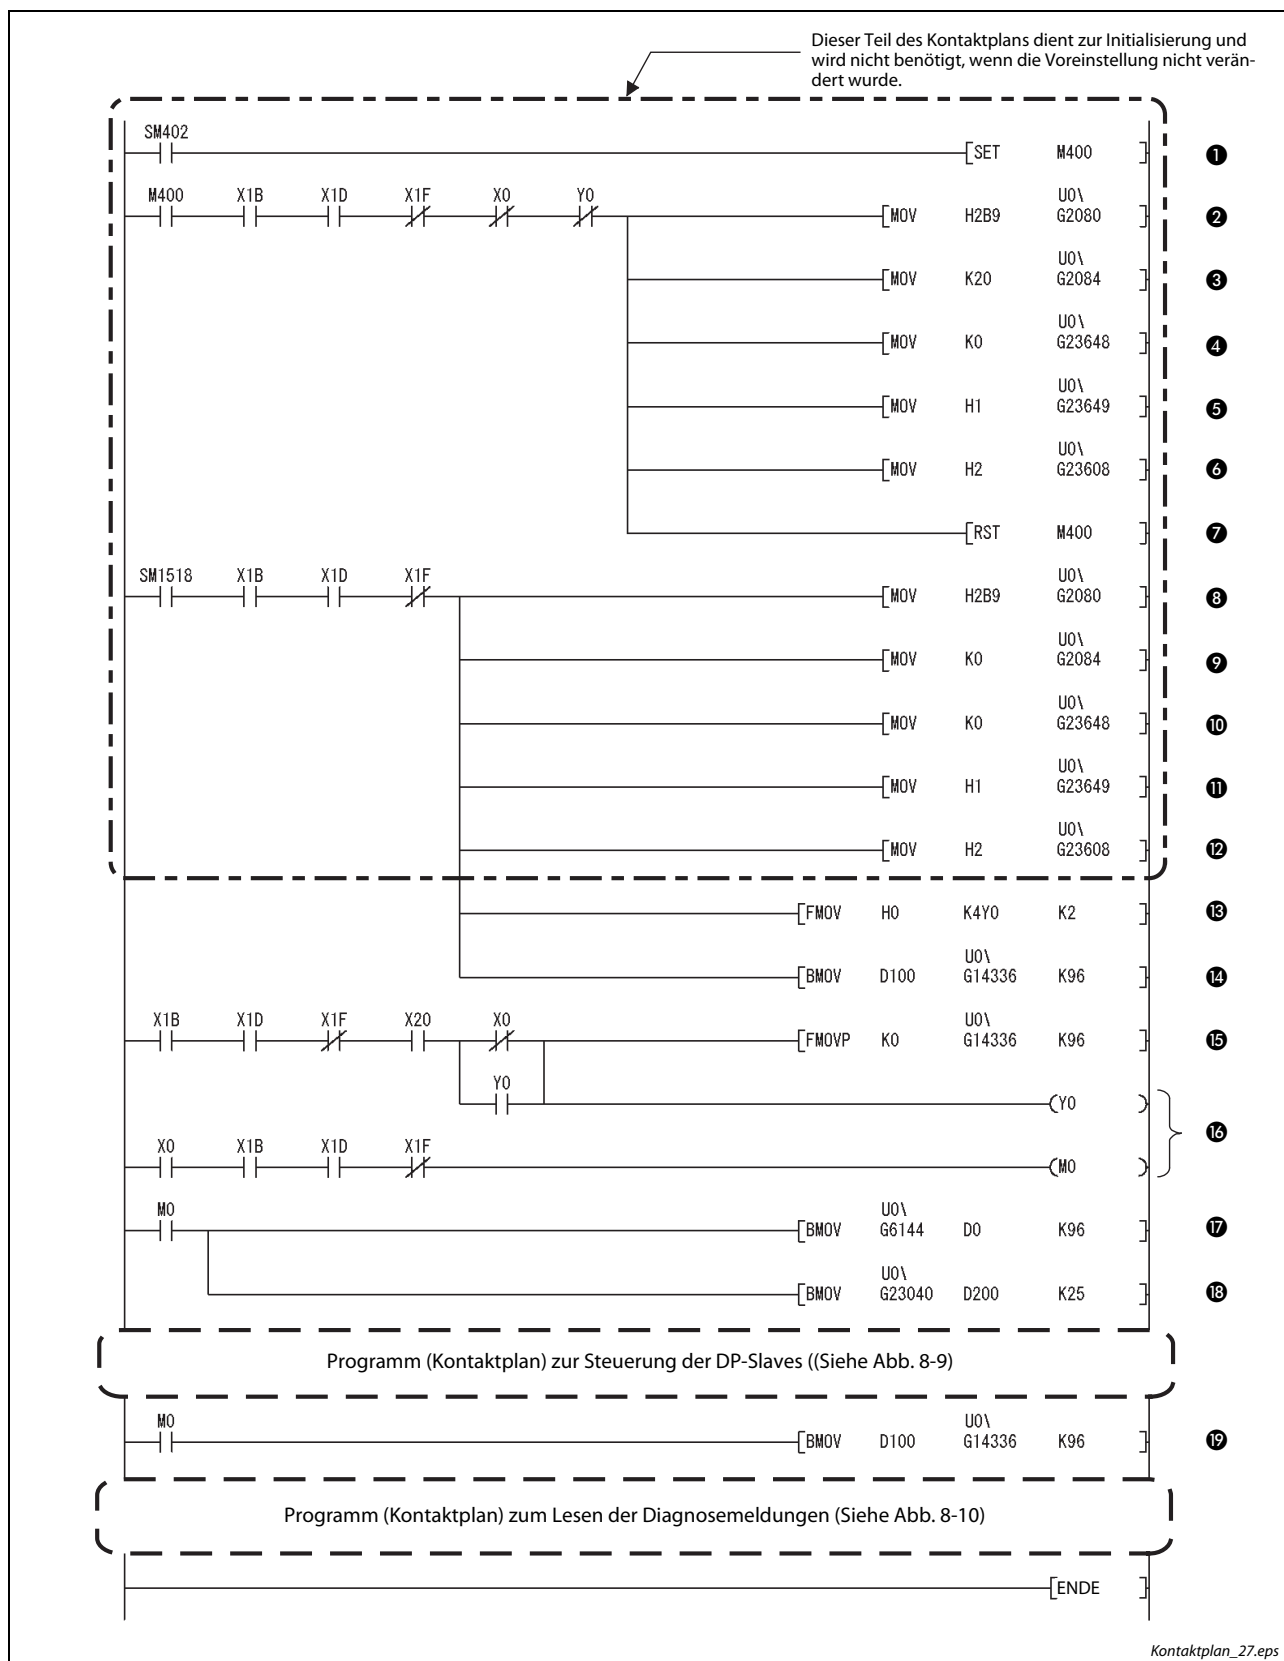 Dieser Teil des Kontaktplans dient zur Initialisierung und
wird nicht benötigt, wenn die Voreinstellung nicht verän-
dert wurde.
SM402
[SET M400 ] ❶
M400 X1B X1D X1F X0 Y0 U0\
[MOV H2B9 G2080 ] ❷
U0\
[MOV K20 G2084 ] ❸
U0\
[MOV K0 G23648 ] ❹
U0\
[MOV H1 G23649 ] ❺
U0\
[MOV H2 G23608 ] ❻
[RST M400 ] ❼
SM1518 X1B X1D X1F U0\
[MOV H2B9 G2080 ] ❽
U0\
[MOV K0 G2084 ] ❾
U0\
[MOV K0 G23648 ] ❿
U0\
[MOV H1 G23649 ] ⓫
U0\
[MOV H2 G23608 ] ⓬
[FMOV H0 K4Y0 K2 ] ⓭
U0\
[BMOV D100 G14336 K96 ] ⓮
X1B X1D X1F X20 X0 U0\
[FMOVP K0 G14336 K96 ] ⓯
Y0
(Y0 )
⓰
X0 X1B X1D X1F
(M0 )
M0 U0\
[BMOV G6144 D0 K96 ] ⓱
U0\
[BMOV G23040 D200 K25 ] ⓲
Programm (Kontaktplan) zur Steuerung der DP-Slaves ((Siehe Abb. 8-9)
M0 U0\
[BMOV D100 G14336 K96 ] ⓳
Programm (Kontaktplan) zum Lesen der Diagnosemeldungen (Siehe Abb. 8-10)
[ENDE ]
Kontaktplan_27.eps